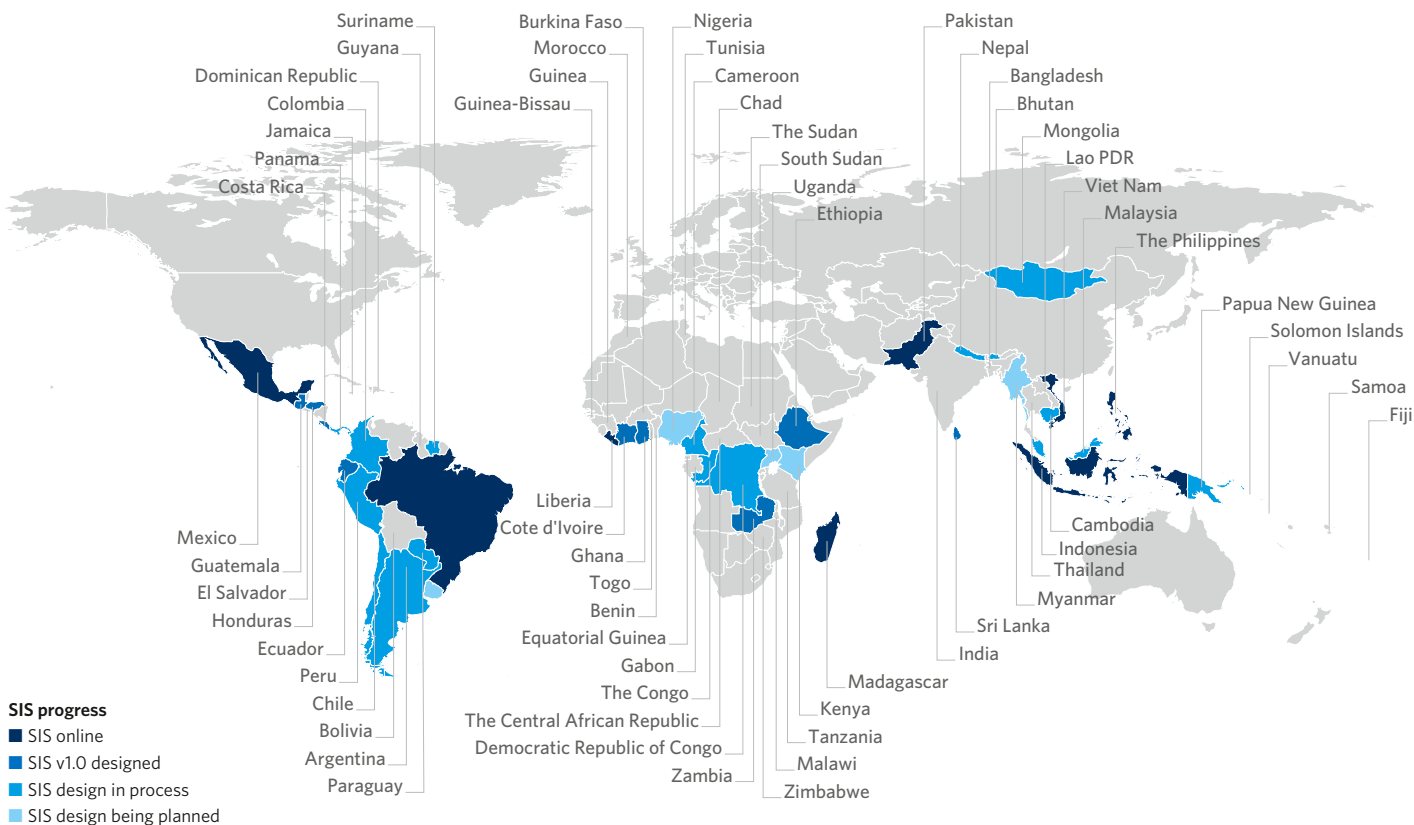 Suriname
Guyana
Dominican Republic
Colombia
Jamaica
Panama
Costa Rica
Burkina Faso
Morocco
Guinea
Guinea-Bissau
Nigeria
Tunisia
Cameroon
Chad
The Sudan
South Sudan
Uganda
Ethiopia
Pakistan
Nepal
Bangladesh
Bhutan
Mongolia
Lao PDR
Viet Nam
Malaysia
The Philippines
Papua New Guinea
Solomon Islands
Vanuatu
Samoa
Fiji
Mexico
Guatemala
El Salvador
Honduras
Ecuador
Peru
Chile
Bolivia
Argentina
Paraguay
Liberia
Cote d'Ivoire
Ghana
Togo
Benin
Equatorial Guinea
Gabon
The Congo
The Central African Republic
Democratic Republic of Congo
Zambia
Madagascar
Kenya
Tanzania
Malawi
Zimbabwe
Cambodia
Indonesia
Thailand
Myanmar
Sri Lanka
India
SIS progress
SIS online
SIS v1.0 designed
SIS design in process
SIS design being planned